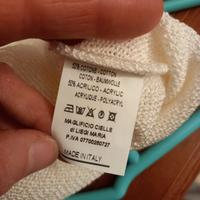 50% COTONE - COTTON
COTON - BAUMWOLLE
50% ACRILICO - ACRYLIC
ACRYLIQUE - POLYACRYL
MAGLIFICIO CIELLE
di LIEGI MARIA
P.IVA 07700280727
MADE IN ITALY